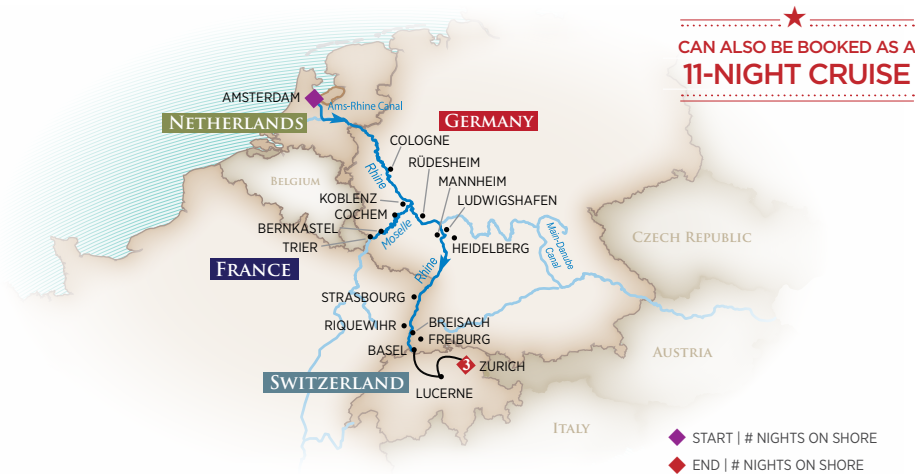 CAN ALSO BE BOOKED AS A
11-NIGHT CRUISE
AMSTERDAM
Ams-Rhine Canal
NETHERLANDS
GERMANY
COLOGNE
Rhine
RÜDESHEIM
BELGIUM
MANNHEIM
KOBLENZ
LUDWIGSHAFEN
COCHEM
BERNKASTEL
Moselle
TRIER
HEIDELBERG
Main-Danube
Canal
CZECH REPUBLIC
FRANCE
Rhine
STRASBOURG
RIQUEWIHR
BREISACH
FREIBURG
BASEL
AUSTRIA
3
ZURICH
SWITZERLAND
LUCERNE
ITALY
START | # NIGHTS ON SHORE
END | # NIGHTS ON SHORE